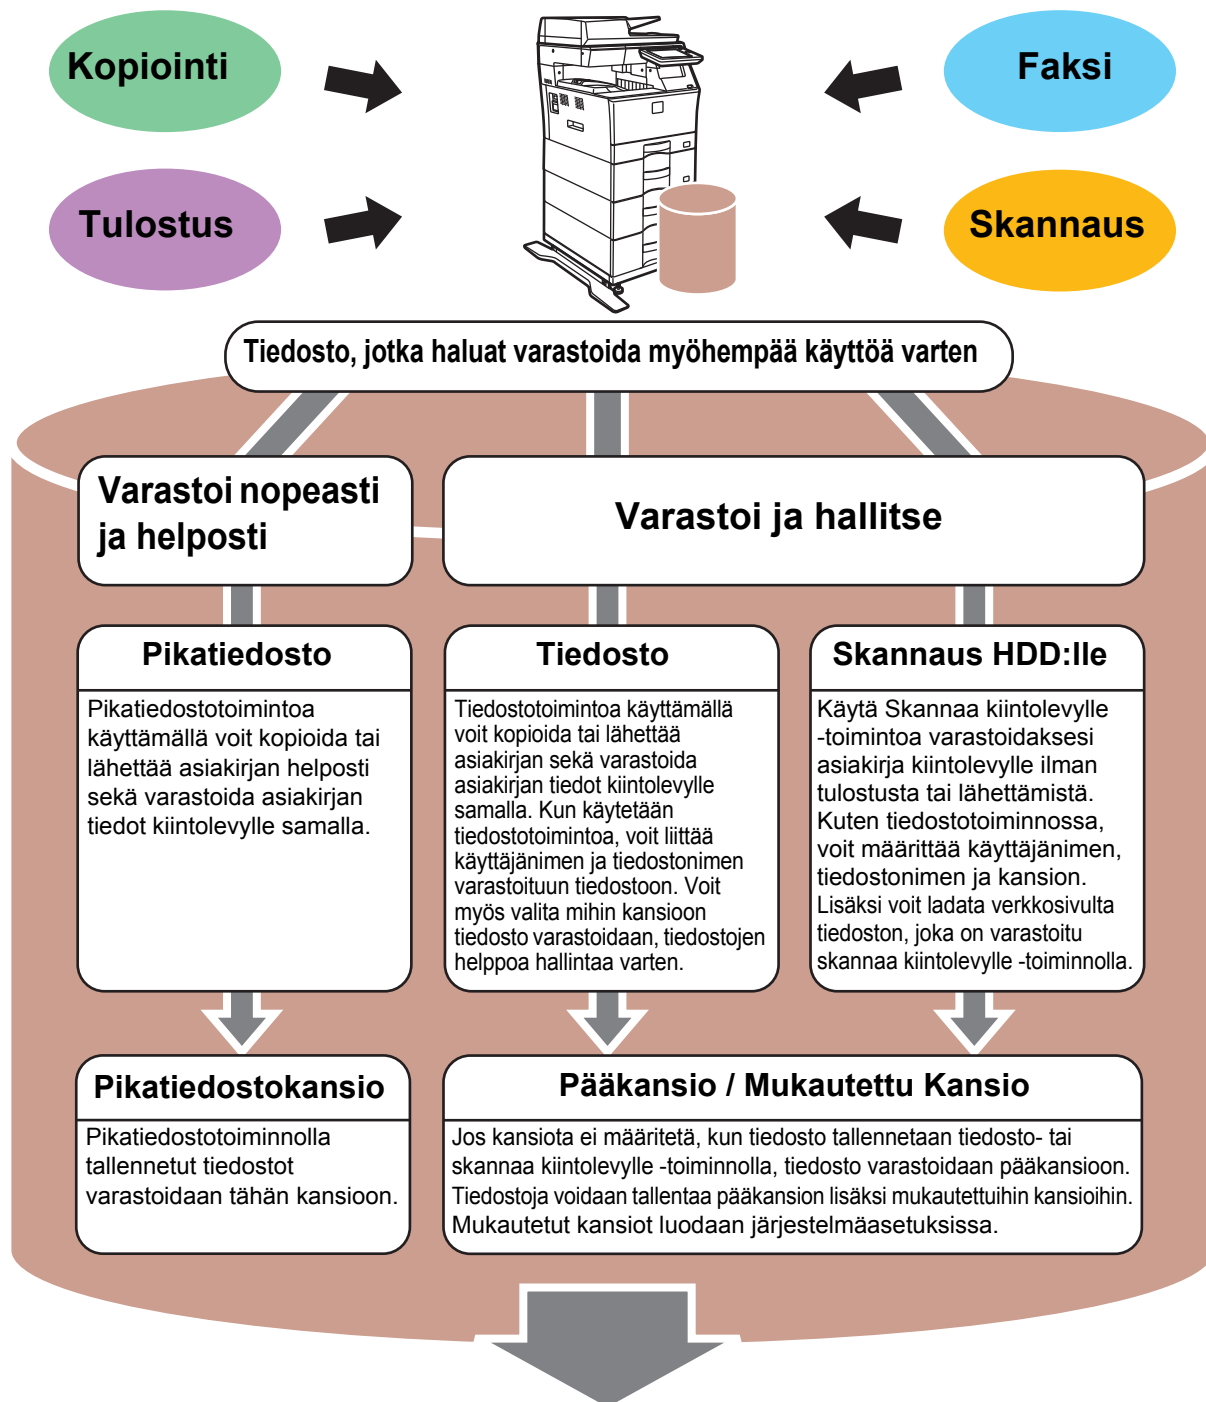 Kopiointi
Faksi
Tulostus
Skannaus
Tiedosto, jotka haluat varastoida myöhempää käyttöä varten
Varastoi nopeasti
ja helposti
Varastoi ja hallitse
Pikatiedosto
Pikatiedostotoimintoa
käyttämällä voit kopioida tai
lähettää asiakirjan helposti
sekä varastoida asiakirjan
tiedot kiintolevylle samalla.
Tiedosto
Tiedostotoimintoa käyttämällä
voit kopioida tai lähettää
asiakirjan sekä varastoida
asiakirjan tiedot kiintolevylle
samalla. Kun käytetään
tiedostotoimintoa, voit liittää
käyttäjänimen ja tiedostonimen
varastoituun tiedostoon. Voit
myös valita mihin kansioon
tiedosto varastoidaan, tiedostojen
helppoa hallintaa varten.
Skannaus HDD:lle
Käytä Skannaa kiintolevylle
-toimintoa varastoidaksesi
asiakirja kiintolevylle ilman
tulostusta tai lähettämistä.
Kuten tiedostotoiminnossa,
voit määrittää käyttäjänimen,
tiedostonimen ja kansion.
Lisäksi voit ladata verkkosivulta
tiedoston, joka on varastoitu
skannaa kiintolevylle -toiminnolla.
Pikatiedostokansio
Pikatiedostotoiminnolla
tallennetut tiedostot
varastoidaan tähän kansioon.
Pääkansio / Mukautettu Kansio
Jos kansiota ei määritetä, kun tiedosto tallennetaan tiedosto- tai
skannaa kiintolevylle -toiminnolla, tiedosto varastoidaan pääkansioon.
Tiedostoja voidaan tallentaa pääkansion lisäksi mukautettuihin kansioihin.
Mukautetut kansiot luodaan järjestelmäasetuksissa.